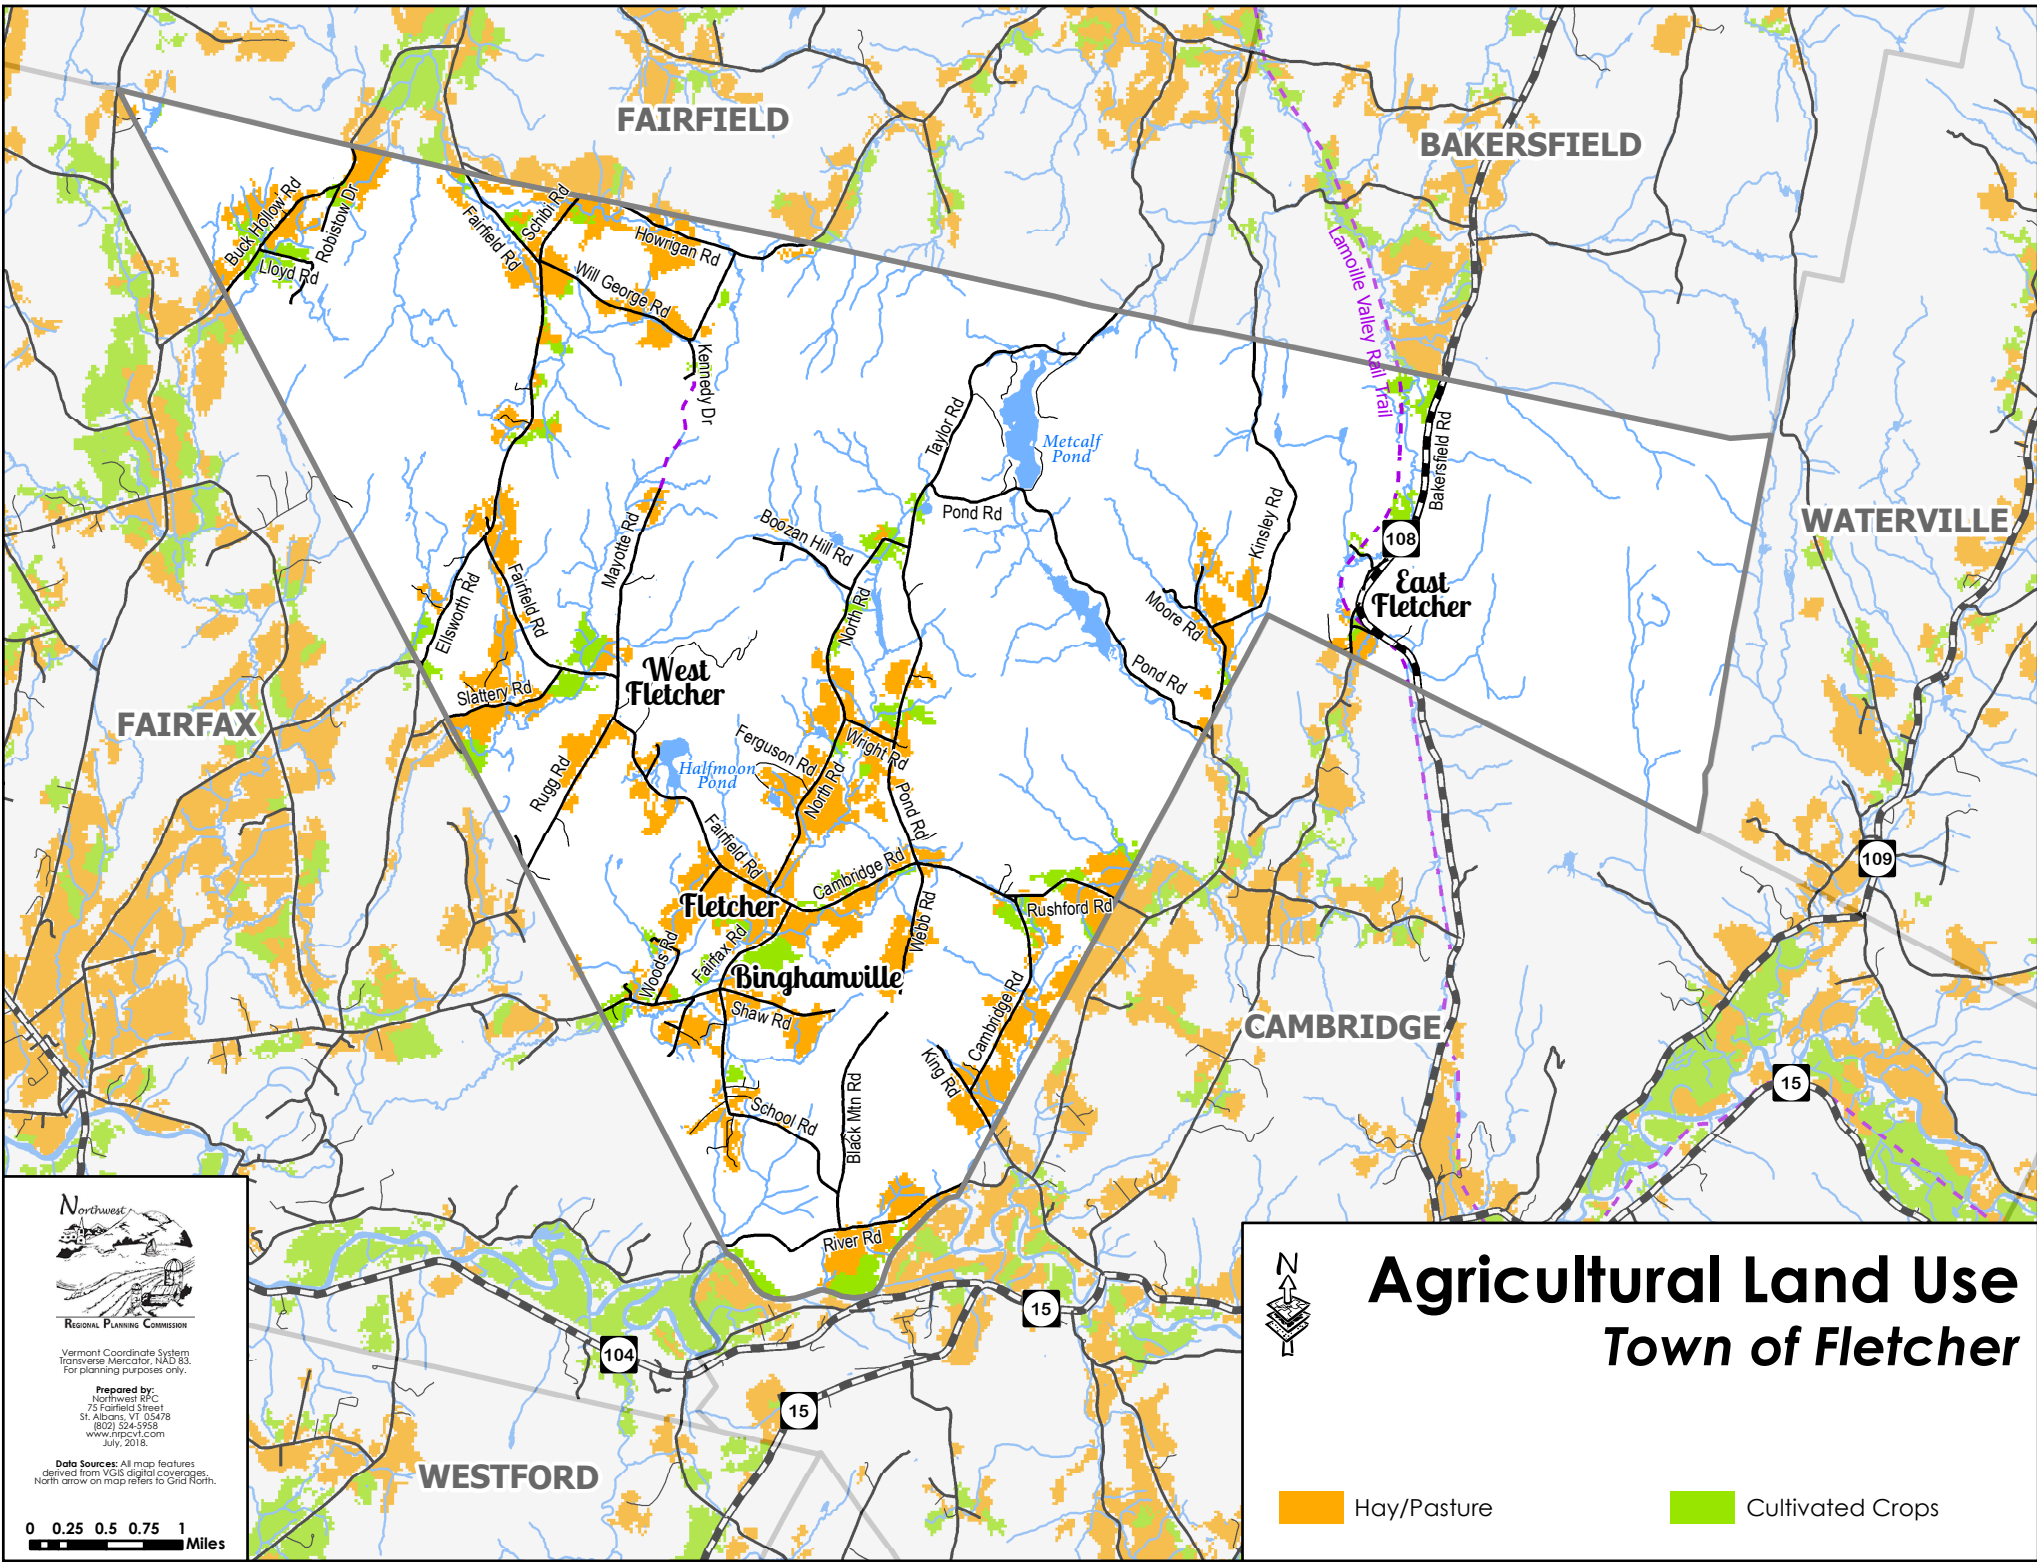 FAIRFIELD
BAKERSFIELD
Buck Hollow Rd
Robistow Dr
Lloyd Rd
Fairfield Rd
Schibi Rd
Howrigan Rd
Will George Rd
Kennedy Dr
Lamoille Valley Rail Trail
Bakersfield Rd
Taylor Rd
Metcalf
Pond
Pond Rd
Boozan Hill Rd
Mayotte Rd
Kinsley Rd
108
WATERVILLE
East
Fletcher
Ellsworth Rd
Fairfield Rd
North Rd
Moore Rd
Pond Rd
West
Fletcher
Slattery Rd
FAIRFAX
Ferguson Rd
Wright Rd
Halfmoon
Pond
Rugg Rd
North Rd
Pond Rd
Fairfield Rd
Cambridge Rd
109
Fletcher
Webb Rd
Rushford Rd
Woods Rd
Fairfax Rd
Binghamville
Shaw Rd
Cambridge Rd
CAMBRIDGE
King Rd
Black Mtn Rd
School Rd
15
River Rd
15
104
15
WESTFORD
Northwest
REGIONAL PLANNING COMMISSION
Vermont Coordinate System
Transverse Mercator, NAD 83.
For planning purposes only.
Prepared by:
Northwest RPC
75 Fairfield Street
St. Albans, VT 05478
(802) 524-5958
www.nrpcvt.com
July, 2018.
Data Sources: All map features
derived from VGIS digital coverages.
North arrow on map refers to Grid North.
0 0.25 0.5 0.75 1
Miles
N
Agricultural Land Use
Town of Fletcher
Hay/Pasture
Cultivated Crops